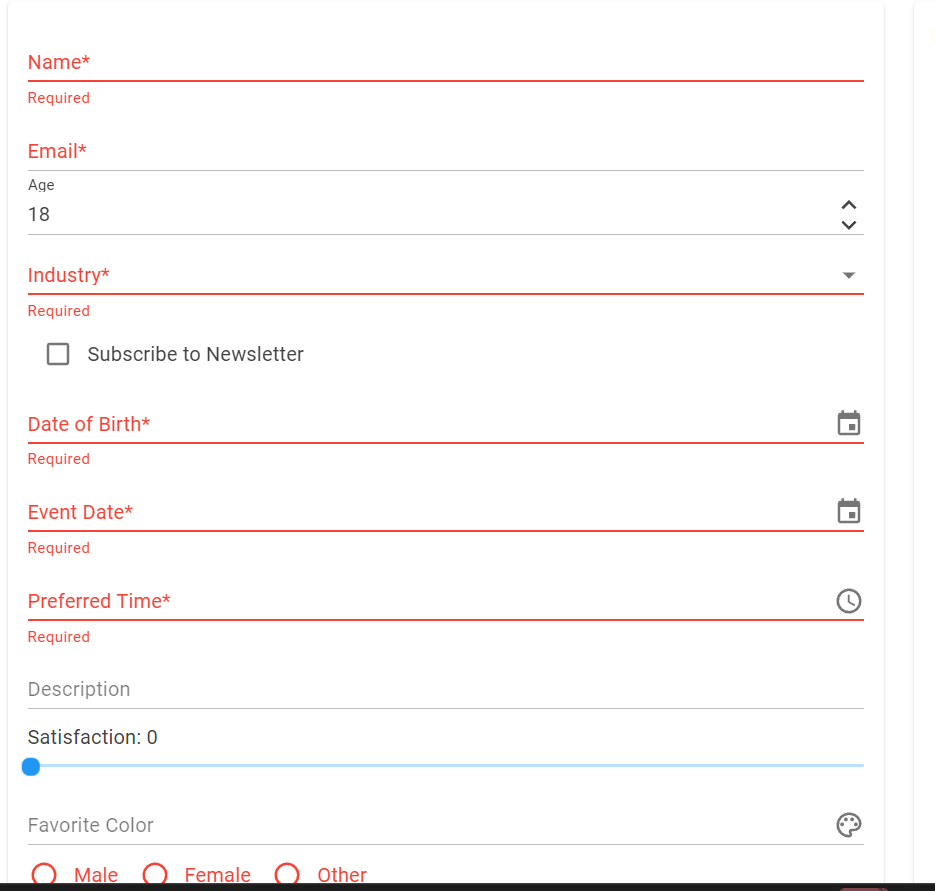 Name*
Required
Email*
Age
18
Industry*
Required
Subscribe to Newsletter
Date of Birth*
Required
Event Date*
Required
Preferred Time*
Required
Description
Satisfaction: 0
Favorite Color
Male Female Other